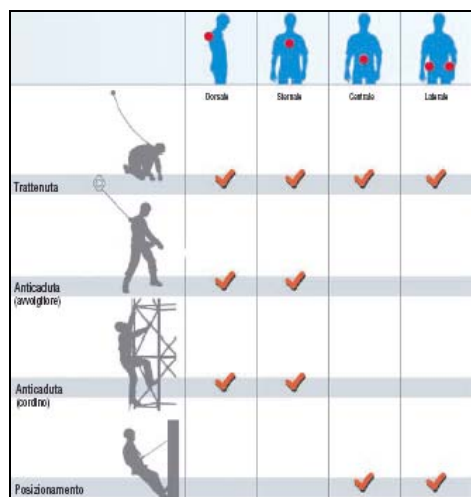 Dorsale
Sternale
Centrale
Laterale
Trattenuta
Anticaduta
(avvolgitore)
Anticaduta
(cordino)
Posizionamento